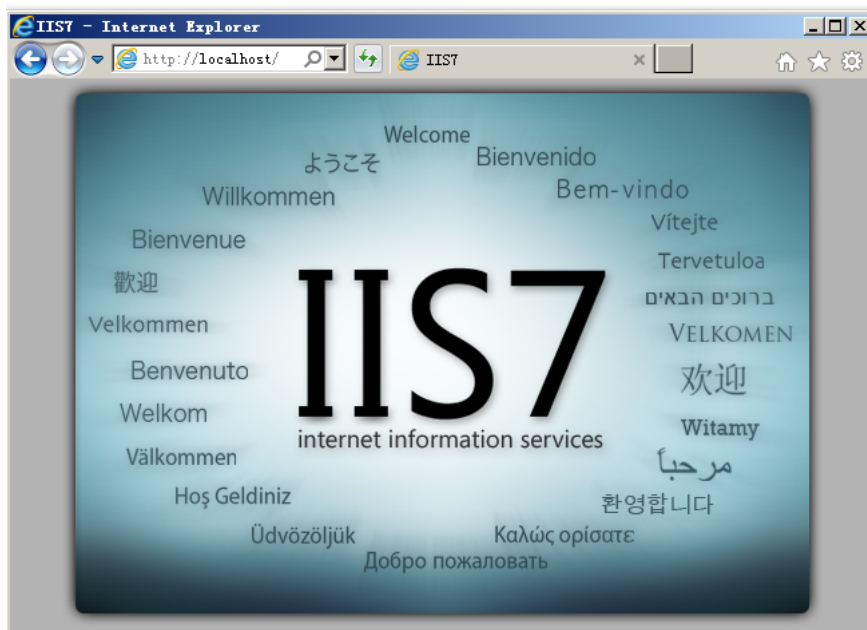 IIS7 - Internet Explorer
http://localhost/
IIS7
Welcome
ようこそ
Bienvenido
Willkommen
Bem-vindo
Vítejte
Bienvenue
Tervetuloa
歡迎
ברוכים הבאים
Velkommen
VELKOMEN
Benvenuto
欢迎
Welkom
Witamy
Välkommen
مرحباً
Hoş Geldiniz
환영합니다
Üdvözöljük
Καλώς ορίσατε
Добро пожаловать
IIS7
internet information services